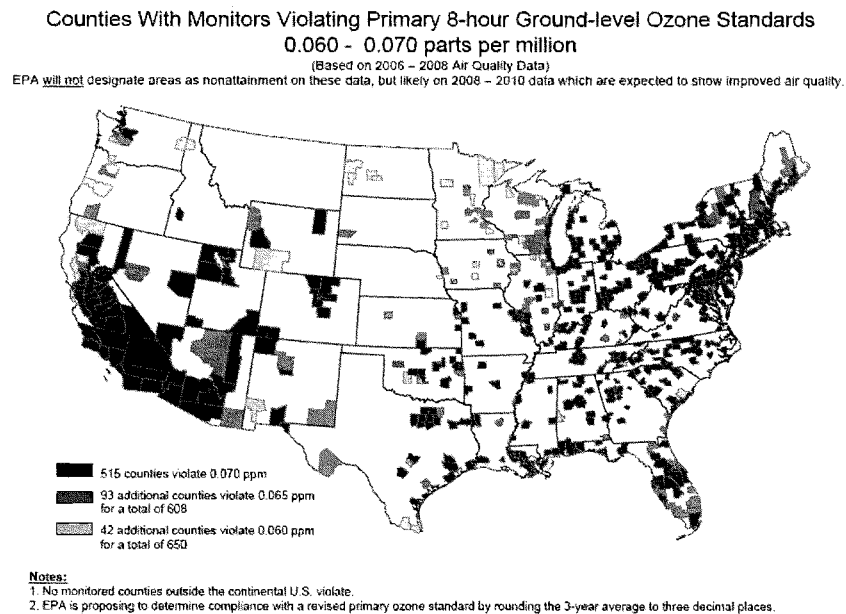 Counties With Monitors Violating Primary 8-hour Ground-level Ozone Standards
0.060 - 0.070 parts per million
(Based on 2006 – 2008 Air Quality Data)
EPA will not designate areas as nonattainment on these data, but likely on 2008 – 2010 data which are expected to show improved air quality.
515 counties violate 0.070 ppm
93 additional counties violate 0.065 ppm
for a total of 608
42 additional counties violate 0.060 ppm
for a total of 650
Notes:
1. No monitored counties outside the continental U.S. violate.
2. EPA is proposing to determine compliance with a revised primary ozone standard by rounding the 3-year average to three decimal places.